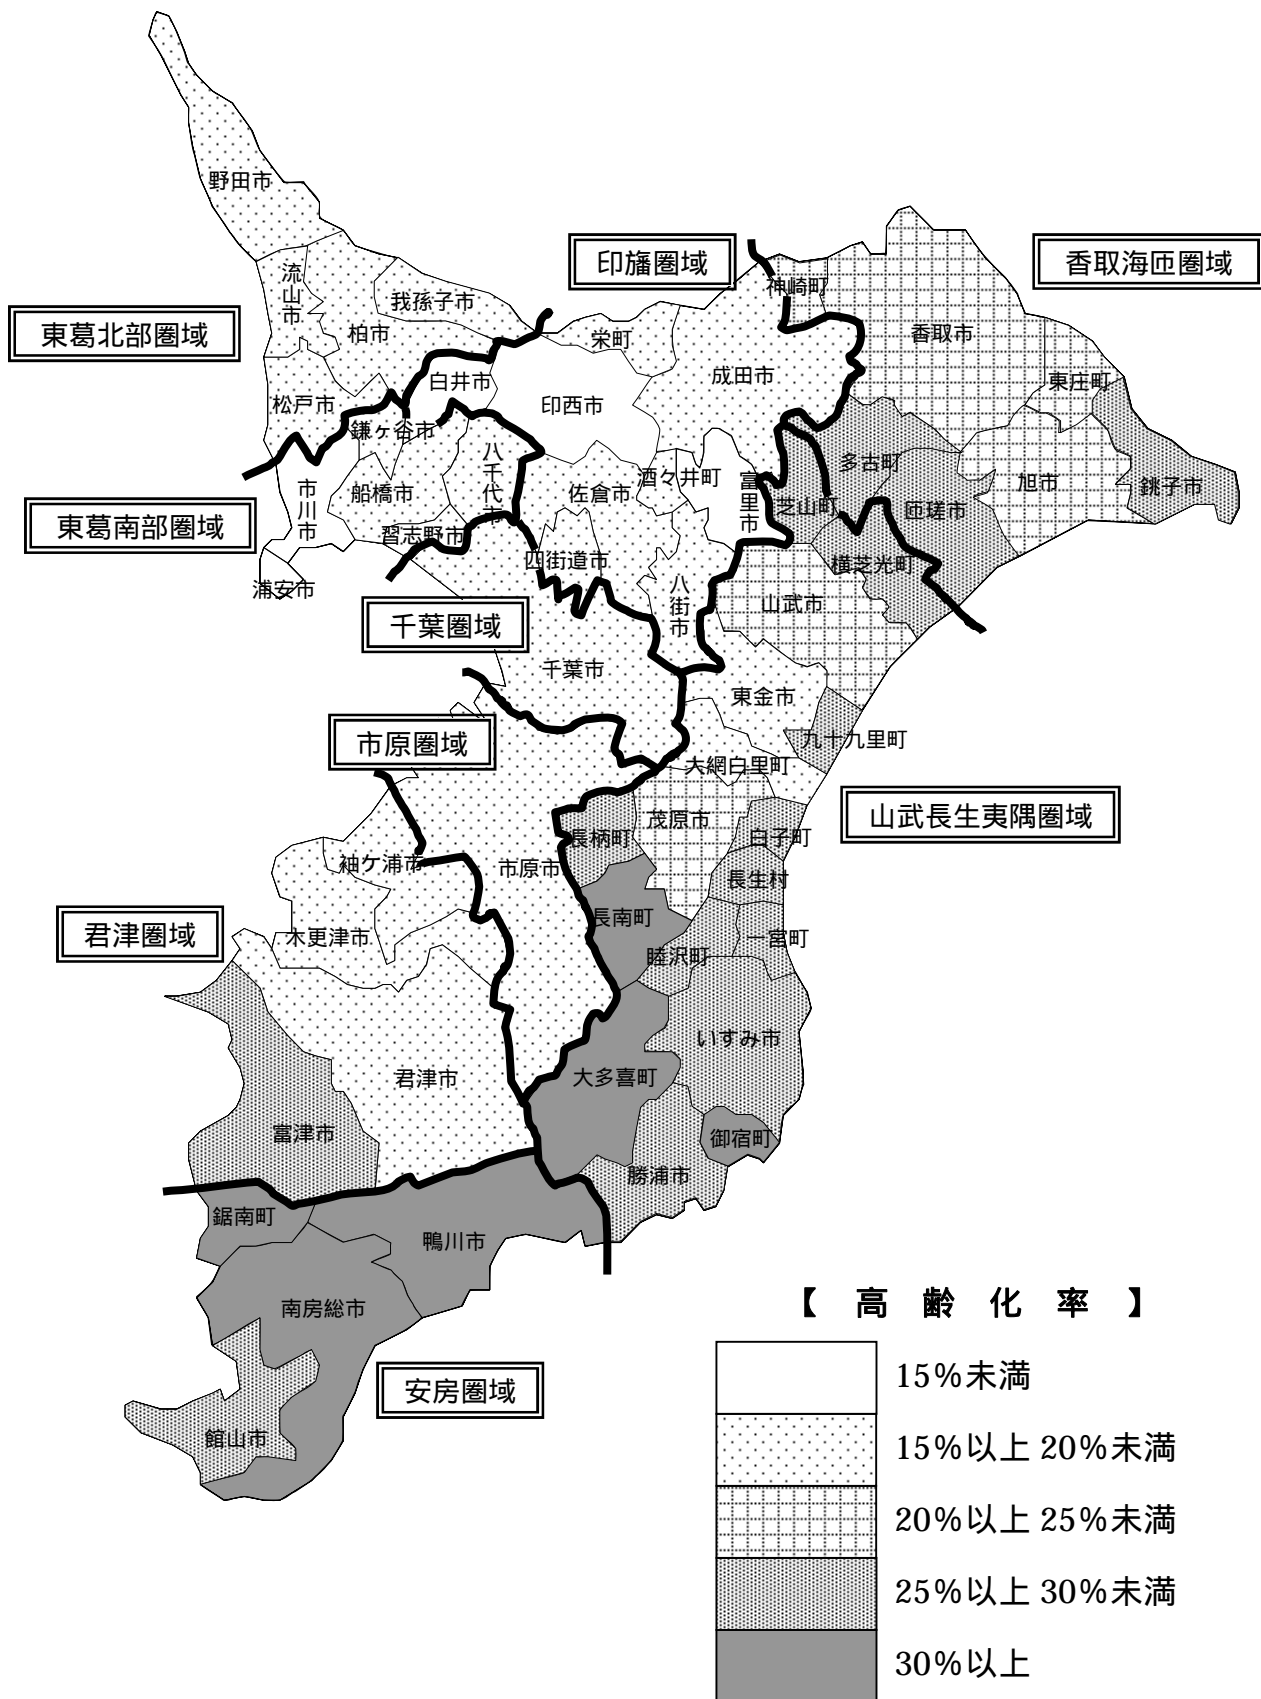 野田市
印旛圏域
香取海匝圏域
流山市
我孫子市
神崎町
東葛北部圏域
柏市
栄町
香取市
白井市
成田市
東庄町
松戸市
印西市
鎌ヶ谷市
八千代市
多古町
船橋市
佐倉市
酒々井町
富里市
旭市
銚子市
市川市
芝山町
匝瑳市
東葛南部圏域
習志野市
四街道市
横芝光町
浦安市
八街市
山武市
千葉圏域
千葉市
東金市
市原圏域
九十九里町
大網白里町
山武長生夷隅圏域
長柄町
茂原市
白子町
袖ケ浦市
市原市
長生村
君津圏域
木更津市
長南町
睦沢町
一宮町
いすみ市
君津市
大多喜町
富津市
御宿町
勝浦市
鋸南町
鴨川市
南房総市
安房圏域
館山市
【高齢化率】
15%未満
15%以上 20%未満
20%以上 25%未満
25%以上 30%未満
30%以上